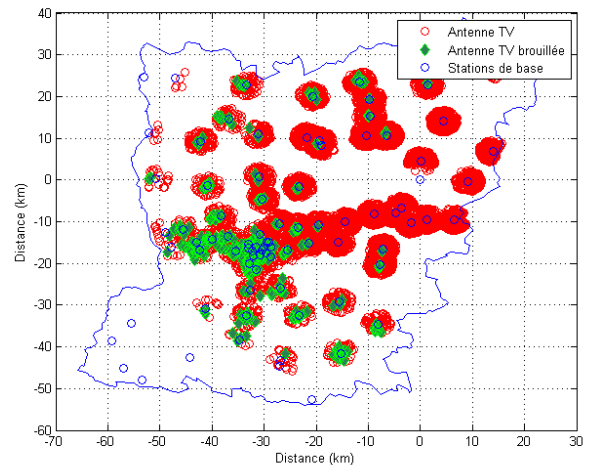 Antenne TV
Antenne TV brouillée
Stations de base
40
30
20
10
0
-10
-20
-30
-40
-50
-60
Distance (km)
-70 -60 -50 -40 -30 -20 -10 0 10 20 30
Distance (km)